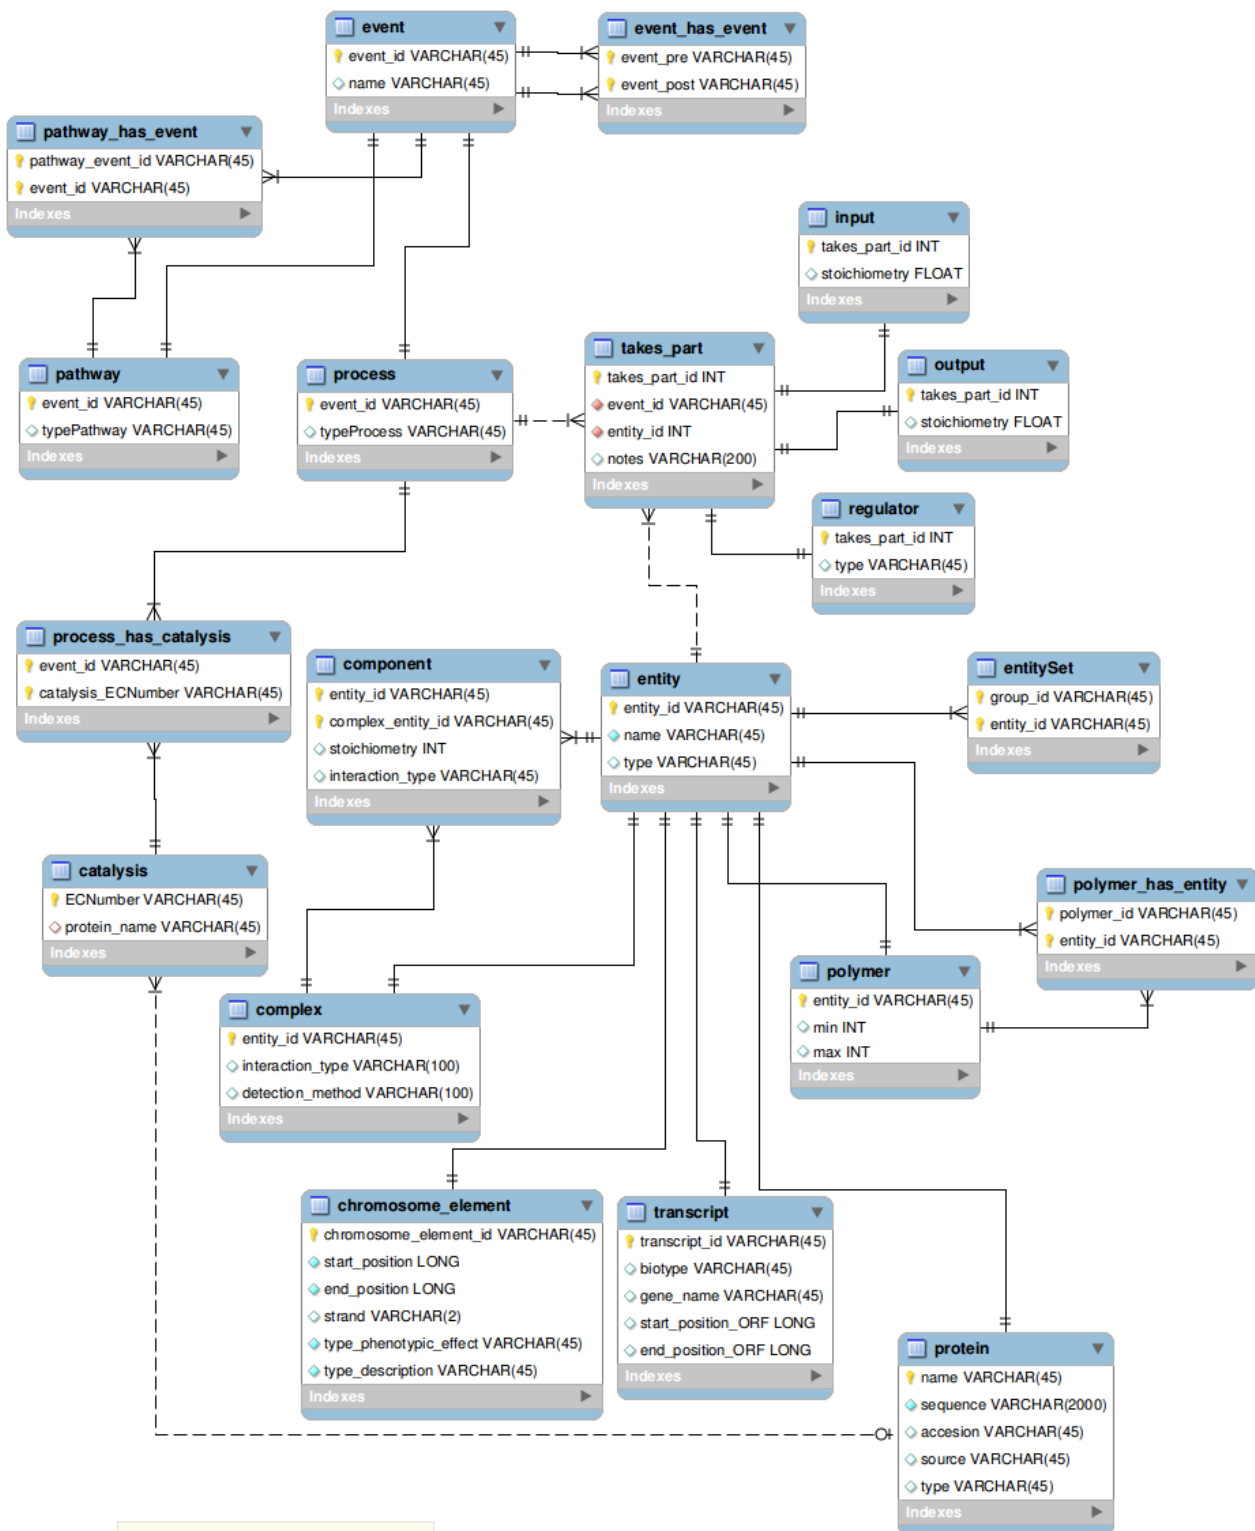 event
event_id VARCHAR(45)
name VARCHAR(45)
Indexes
event_has_event
event_pre VARCHAR(45)
event_post VARCHAR(45)
Indexes
pathway_has_event
pathway_event_id VARCHAR(45)
event_id VARCHAR(45)
Indexes
input
takes_part_id INT
stoichiometry FLOAT
Indexes
pathway
event_id VARCHAR(45)
typePathway VARCHAR(45)
Indexes
process
event_id VARCHAR(45)
typeProcess VARCHAR(45)
Indexes
takes_part
takes_part_id INT
event_id VARCHAR(45)
entity_id INT
notes VARCHAR(200)
Indexes
output
takes_part_id INT
stoichiometry FLOAT
Indexes
regulator
takes_part_id INT
type VARCHAR(45)
Indexes
process_has_catalysis
event_id VARCHAR(45)
catalysis_ECNumber VARCHAR(45)
Indexes
component
entity_id VARCHAR(45)
complex_entity_id VARCHAR(45)
stoichiometry INT
interaction_type VARCHAR(45)
Indexes
entity
entity_id VARCHAR(45)
name VARCHAR(45)
type VARCHAR(45)
Indexes
entitySet
group_id VARCHAR(45)
entity_id VARCHAR(45)
Indexes
catalysis
ECNumber VARCHAR(45)
protein_name VARCHAR(45)
Indexes
polymer_has_entity
polymer_id VARCHAR(45)
entity_id VARCHAR(45)
Indexes
complex
entity_id VARCHAR(45)
interaction_type VARCHAR(100)
detection_method VARCHAR(100)
Indexes
polymer
entity_id VARCHAR(45)
min INT
max INT
Indexes
chromosome_element
chromosome_element_id VARCHAR(45)
start_position LONG
end_position LONG
strand VARCHAR(2)
type_phenotypic_effect VARCHAR(45)
type_description VARCHAR(45)
Indexes
transcript
transcript_id VARCHAR(45)
biotype VARCHAR(45)
gene_name VARCHAR(45)
start_position_ORF LONG
end_position_ORF LONG
Indexes
protein
name VARCHAR(45)
sequence VARCHAR(2000)
accesion VARCHAR(45)
source VARCHAR(45)
type VARCHAR(45)
Indexes